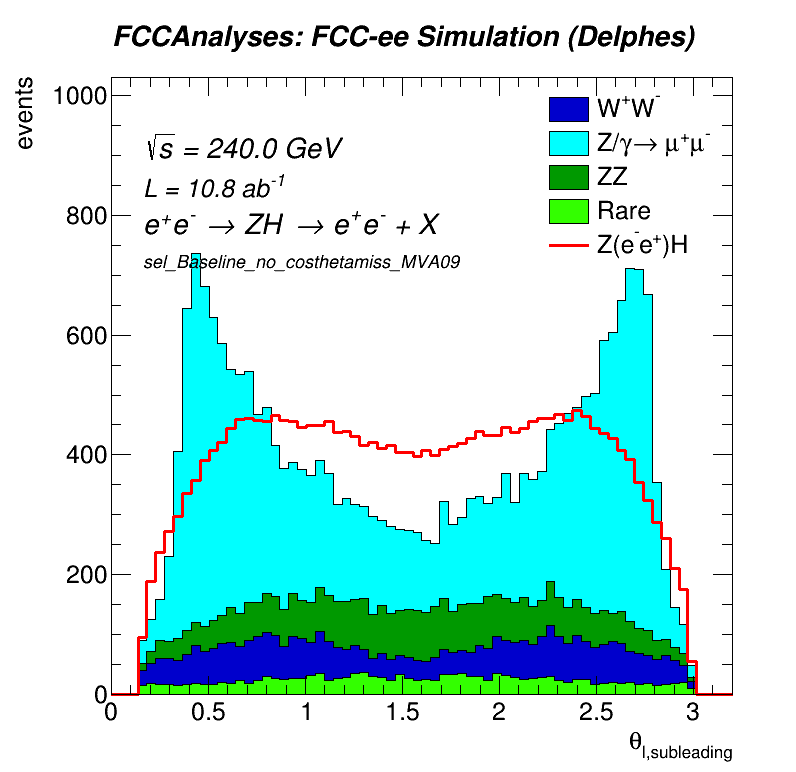 FCCAnalyses: FCC-ee Simulation (Delphes)
events
1000
800
600
400
200
0
√s = 240.0 GeV
L = 10.8 ab⁻¹
e⁺e⁻ → ZH → e⁺e⁻ + X
sel_Baseline_no_costhetamiss_MVA09
W⁺W⁻
Z/γ→ μ⁺μ⁻
ZZ
Rare
Z(e⁻e⁺)H
0 0.5 1 1.5 2 2.5 3
θl,subleading